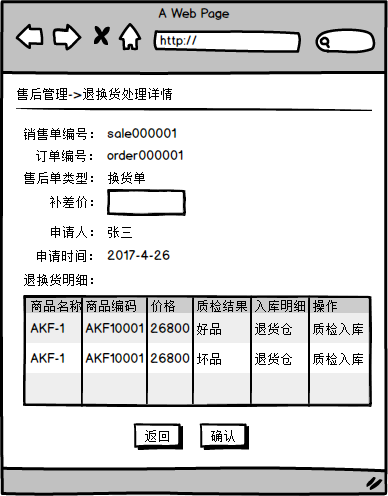 A Web Page
http://
售后管理->退换货处理详情
销售单编号: sale000001
订单编号: order000001
售后单类型: 换货单
补差价:
申请人: 张三
申请时间: 2017-4-26
退换货明细:
商品名称 商品编码 价格 质检结果 入库明细 操作
AKF-1 AKF10001 26800 好品 退货仓 质检入库
AKF-1 AKF10001 26800 坏品 退货仓 质检入库
返回 确认